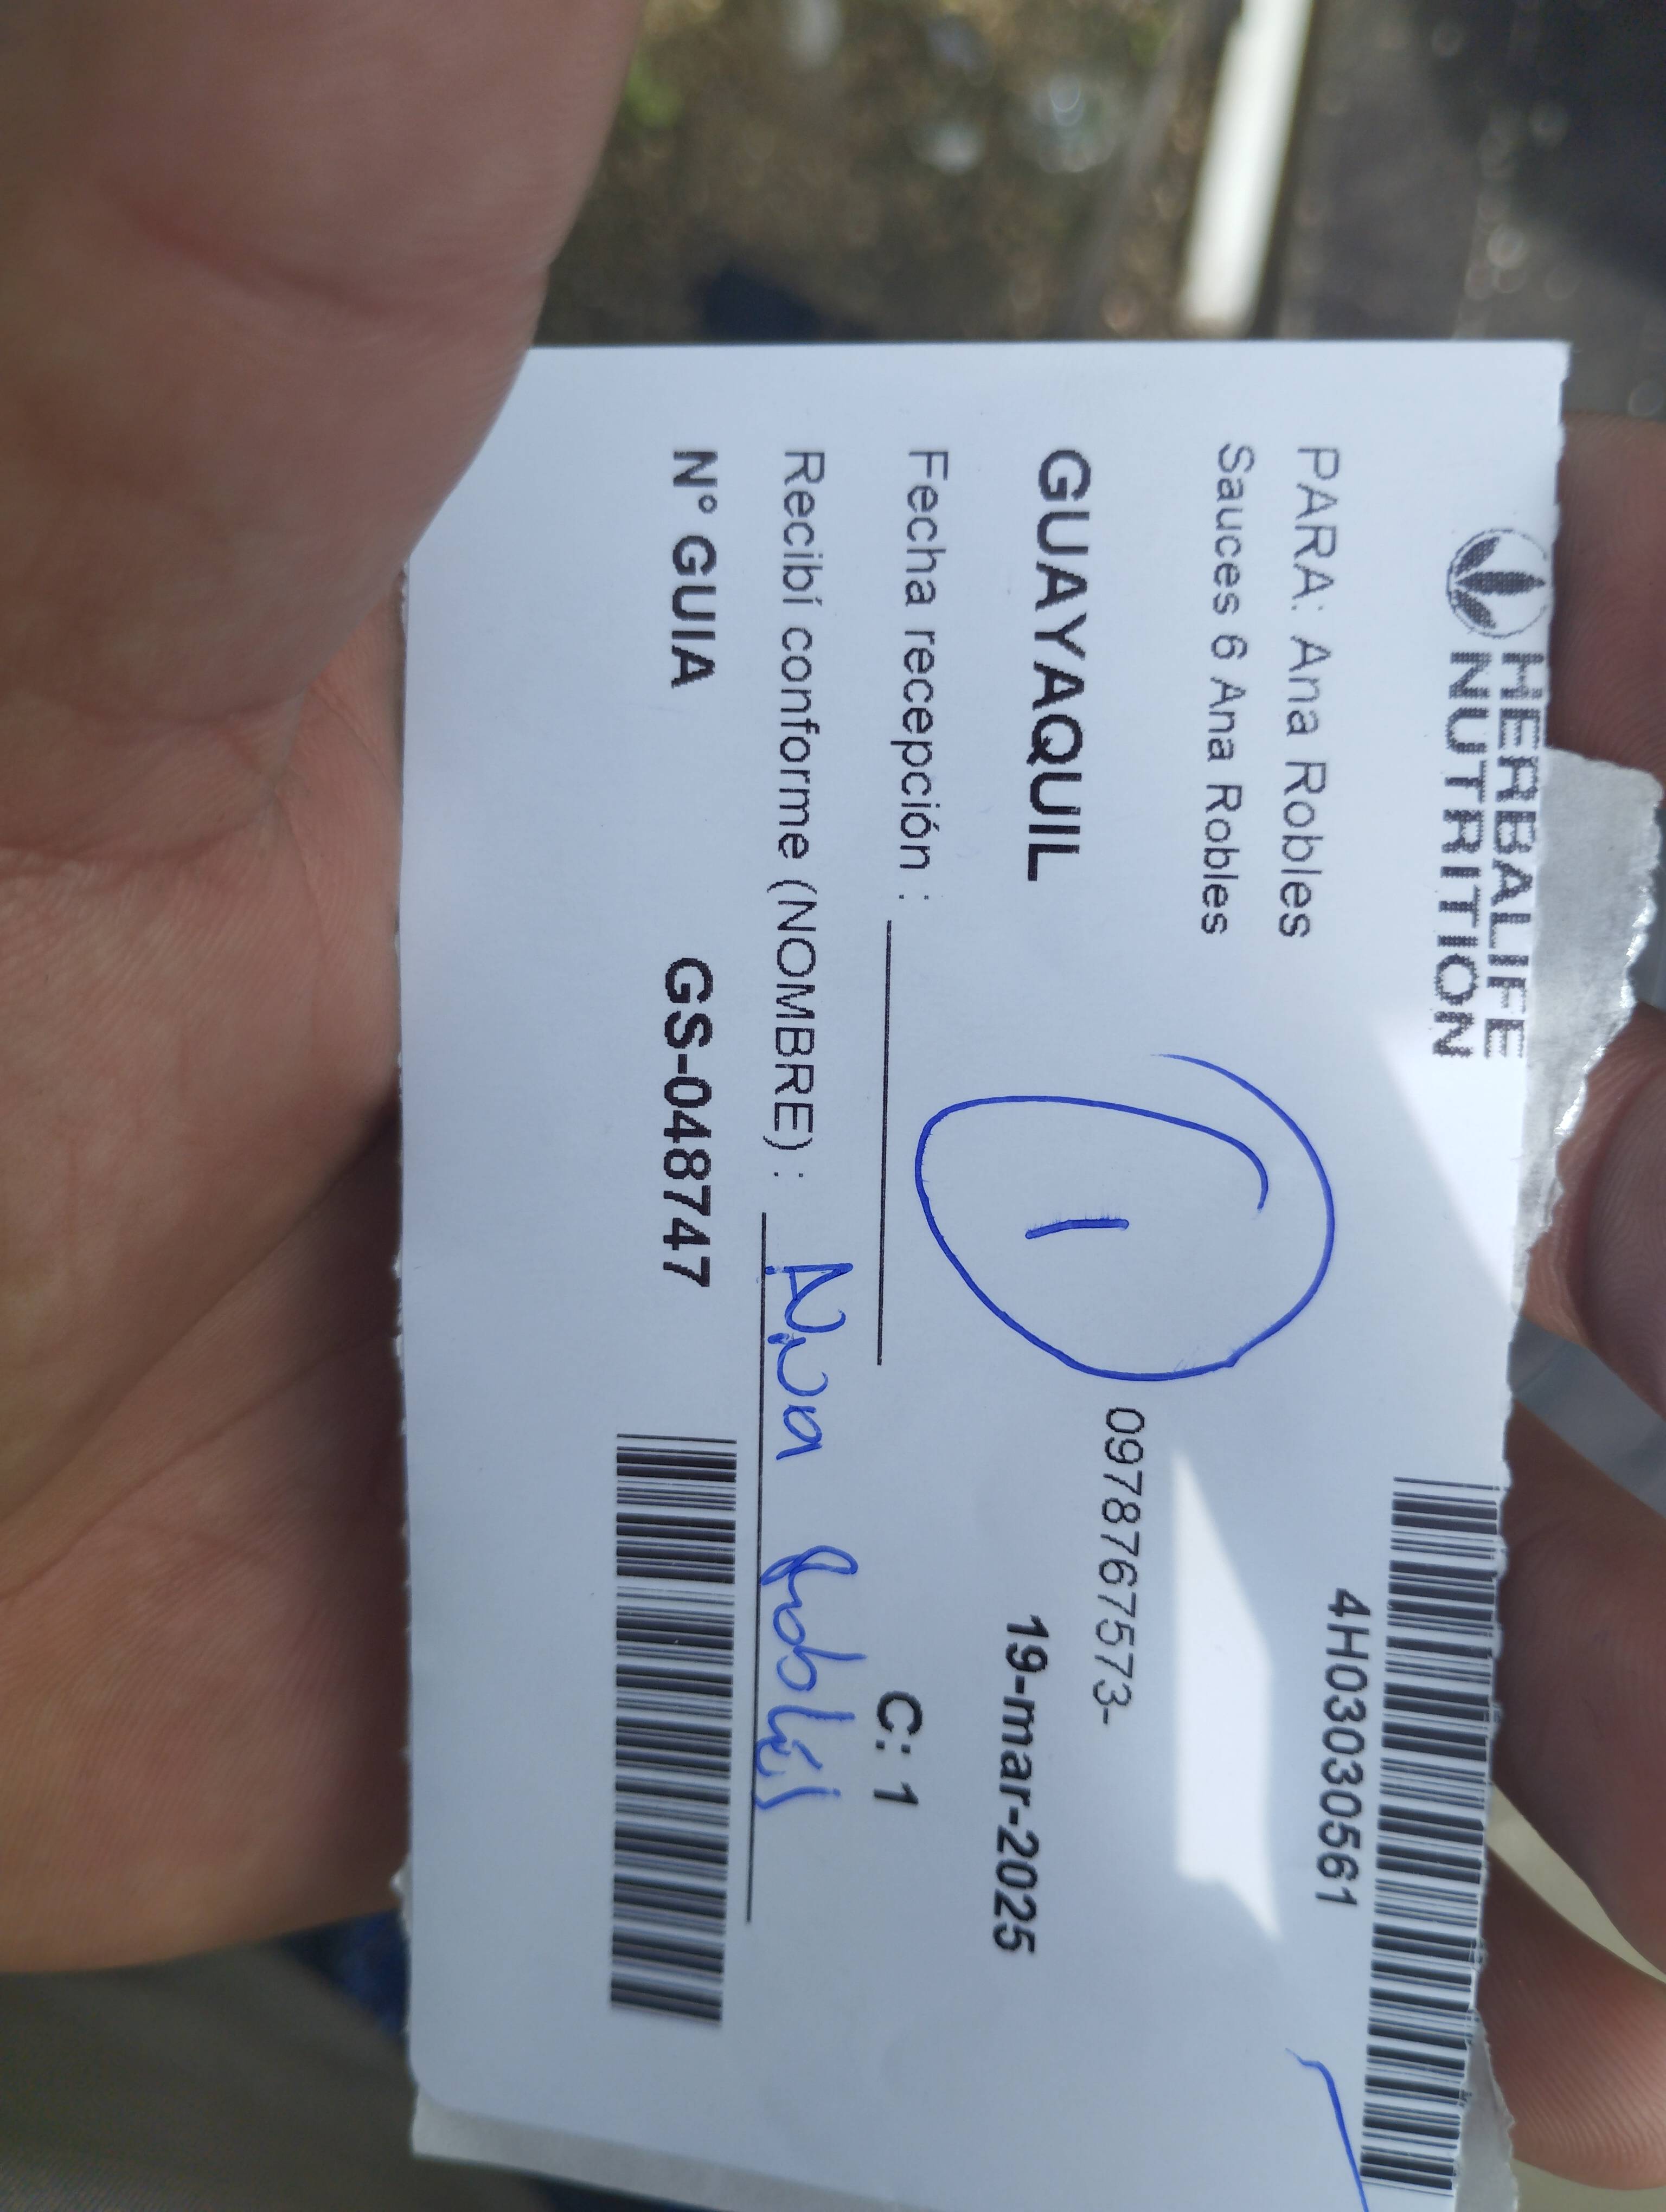 HERBALIFE
NUTRITION
4H03030561
PARA: Ana Robles
Sauces 6 Ana Robles
1
0978767573-
GUAYAQUIL
19-mar-2025
Fecha recepción :
C: 1
Recibí conforme (NOMBRE) : Ana Robles
N° GUIA GS-048747